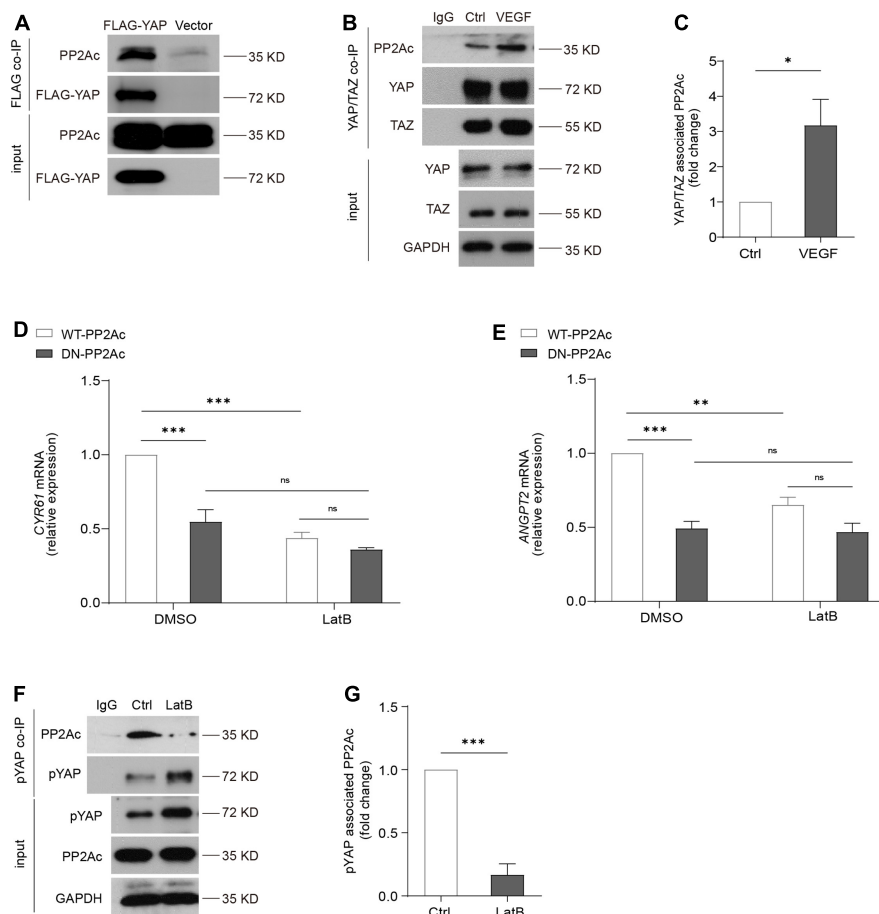 A
FLAG-YAP Vector
FLAG co-IP
PP2Ac 35 KD
FLAG-YAP 72 KD
input
PP2Ac 35 KD
FLAG-YAP 72 KD
B
IgG Ctrl VEGF
YAP/TAZ co-IP
PP2Ac 35 KD
YAP 72 KD
TAZ 55 KD
input
YAP 72 KD
TAZ 55 KD
GAPDH 35 KD
C
YAP/TAZ associated PP2Ac
(fold change)
5
4
3
2
1
0
*
Ctrl VEGF
D
WT-PP2Ac
DN-PP2Ac
CYR61 mRNA
(relative expression)
1.5
1.0
0.5
0.0
***
***
ns
ns
DMSO LatB
E
WT-PP2Ac
DN-PP2Ac
ANGPT2 mRNA
(relative expression)
1.5
1.0
0.5
0.0
**
***
ns
ns
DMSO LatB
F
IgG Ctrl LatB
pYAP co-IP
PP2Ac 35 KD
pYAP 72 KD
input
pYAP 72 KD
PP2Ac 35 KD
GAPDH 35 KD
G
pYAP associated PP2Ac
(fold change)
1.5
1.0
0.5
0.0
***
Ctrl LatB